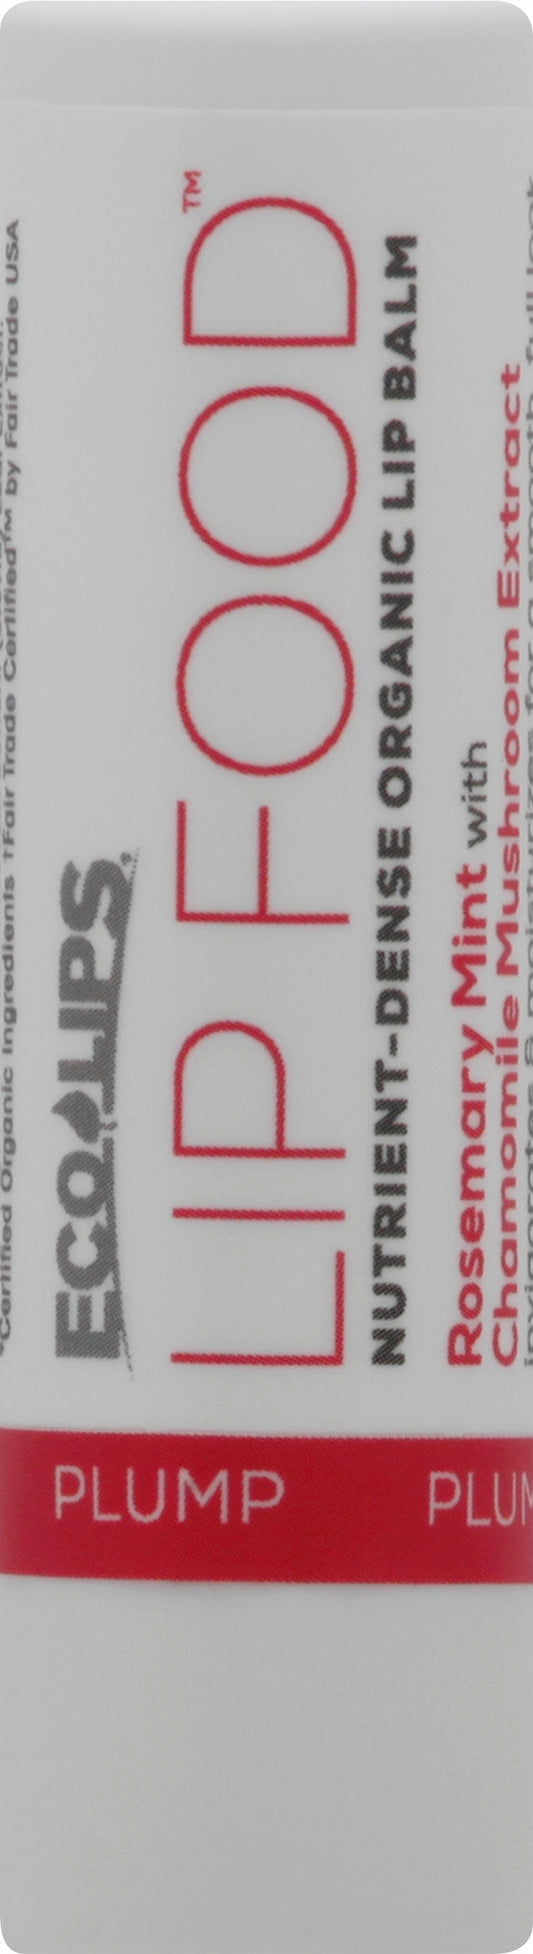 *Certified Organic Ingredients †Fair Trade Certified™ by Fair Trade USA
ECO LIPS®
LIP FOOD™
NUTRIENT-DENSE ORGANIC LIP BALM
Rosemary Mint with
Chamomile Mushroom Extract
PLUMP PLUM